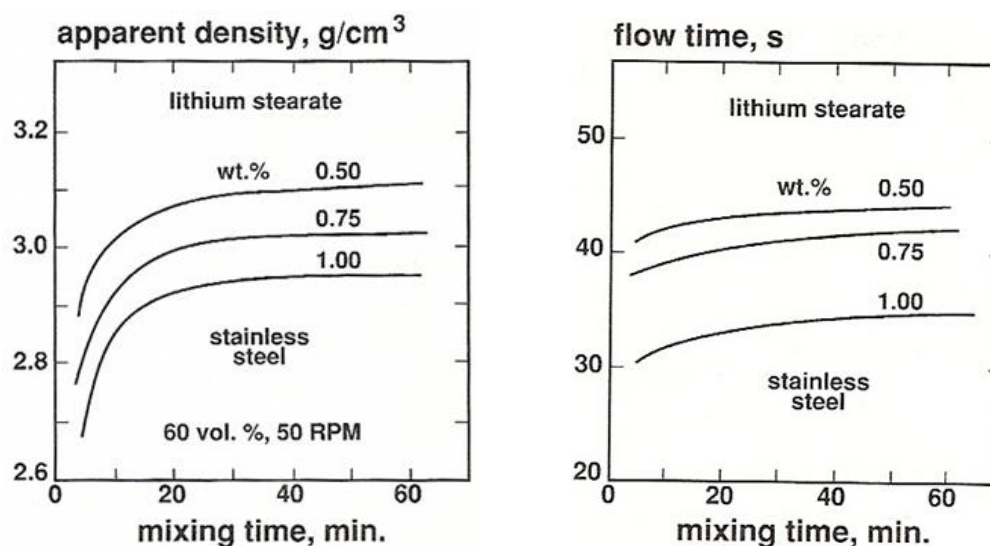 apparent density, g/cm³
lithium stearate
wt.% 0.50
0.75
1.00
stainless
steel
60 vol. %, 50 RPM
3.2
3.0
2.8
2.6
0 20 40 60
mixing time, min.
flow time, s
lithium stearate
wt.% 0.50
0.75
1.00
stainless
steel
50
40
30
20
0 20 40 60
mixing time, min.